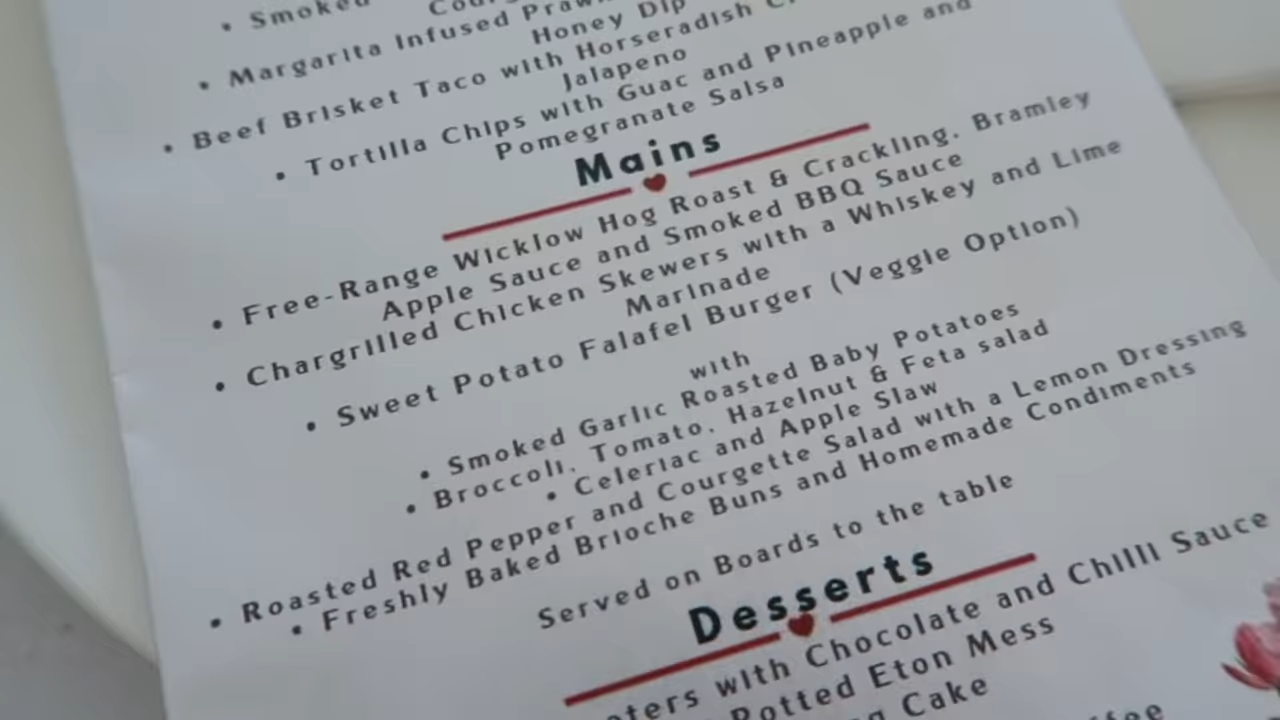 • Smoked
• Margarita Infused
Honey Dip
• Beef Brisket Taco with Horseradish
Jalapeno
• Tortilla Chips with Guac and Pineapple and
Pomegranate Salsa
Mains
• Free-Range Wicklow Hog Roast & Crackling. Bramley
Apple Sauce and Smoked BBQ Sauce
• Chargrilled Chicken Skewers with a Whiskey and Lime
Marinade
• Sweet Potato Falafel Burger (Veggie Option)
with
• Smoked Garlic Roasted Baby Potatoes
• Broccoli. Tomato. Hazelnut & Feta salad
• Celeriac and Apple Slaw
• Roasted Red Pepper and Courgette Salad with a Lemon Dressing
• Freshly Baked Brioche Buns and Homemade Condiments
Served on Boards to the table
Desserts
with Chocolate and Chilli Sauce
Potted Eton Mess
Cake